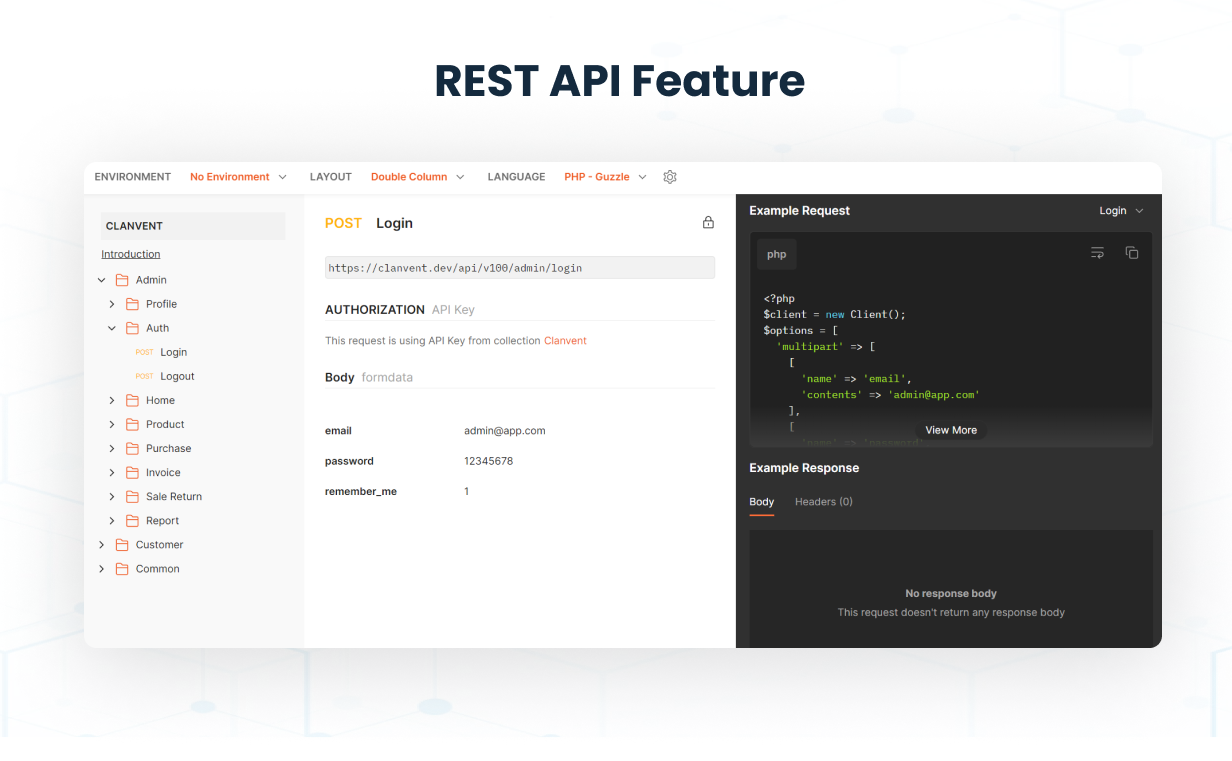 REST API Feature
ENVIRONMENT No Environment LAYOUT Double Column LANGUAGE PHP - Guzzle
CLANVENT
Introduction
Admin
Profile
Auth
POST Login
POST Logout
Home
Product
Purchase
Invoice
Sale Return
Report
Customer
Common
POST Login
https://clanvent.dev/api/v100/admin/login
AUTHORIZATION API Key
This request is using API Key from collection Clanvent
Body formdata
email admin@app.com
password 12345678
remember_me 1
Example Request Login
php
<?php
$client = new Client();
$options = [
'multipart' => [
[
'name' => 'email',
'contents' => 'admin@app.com'
],
[
'name' => 'password'
View More
Example Response
Body Headers (0)
No response body
This request doesn't return any response body